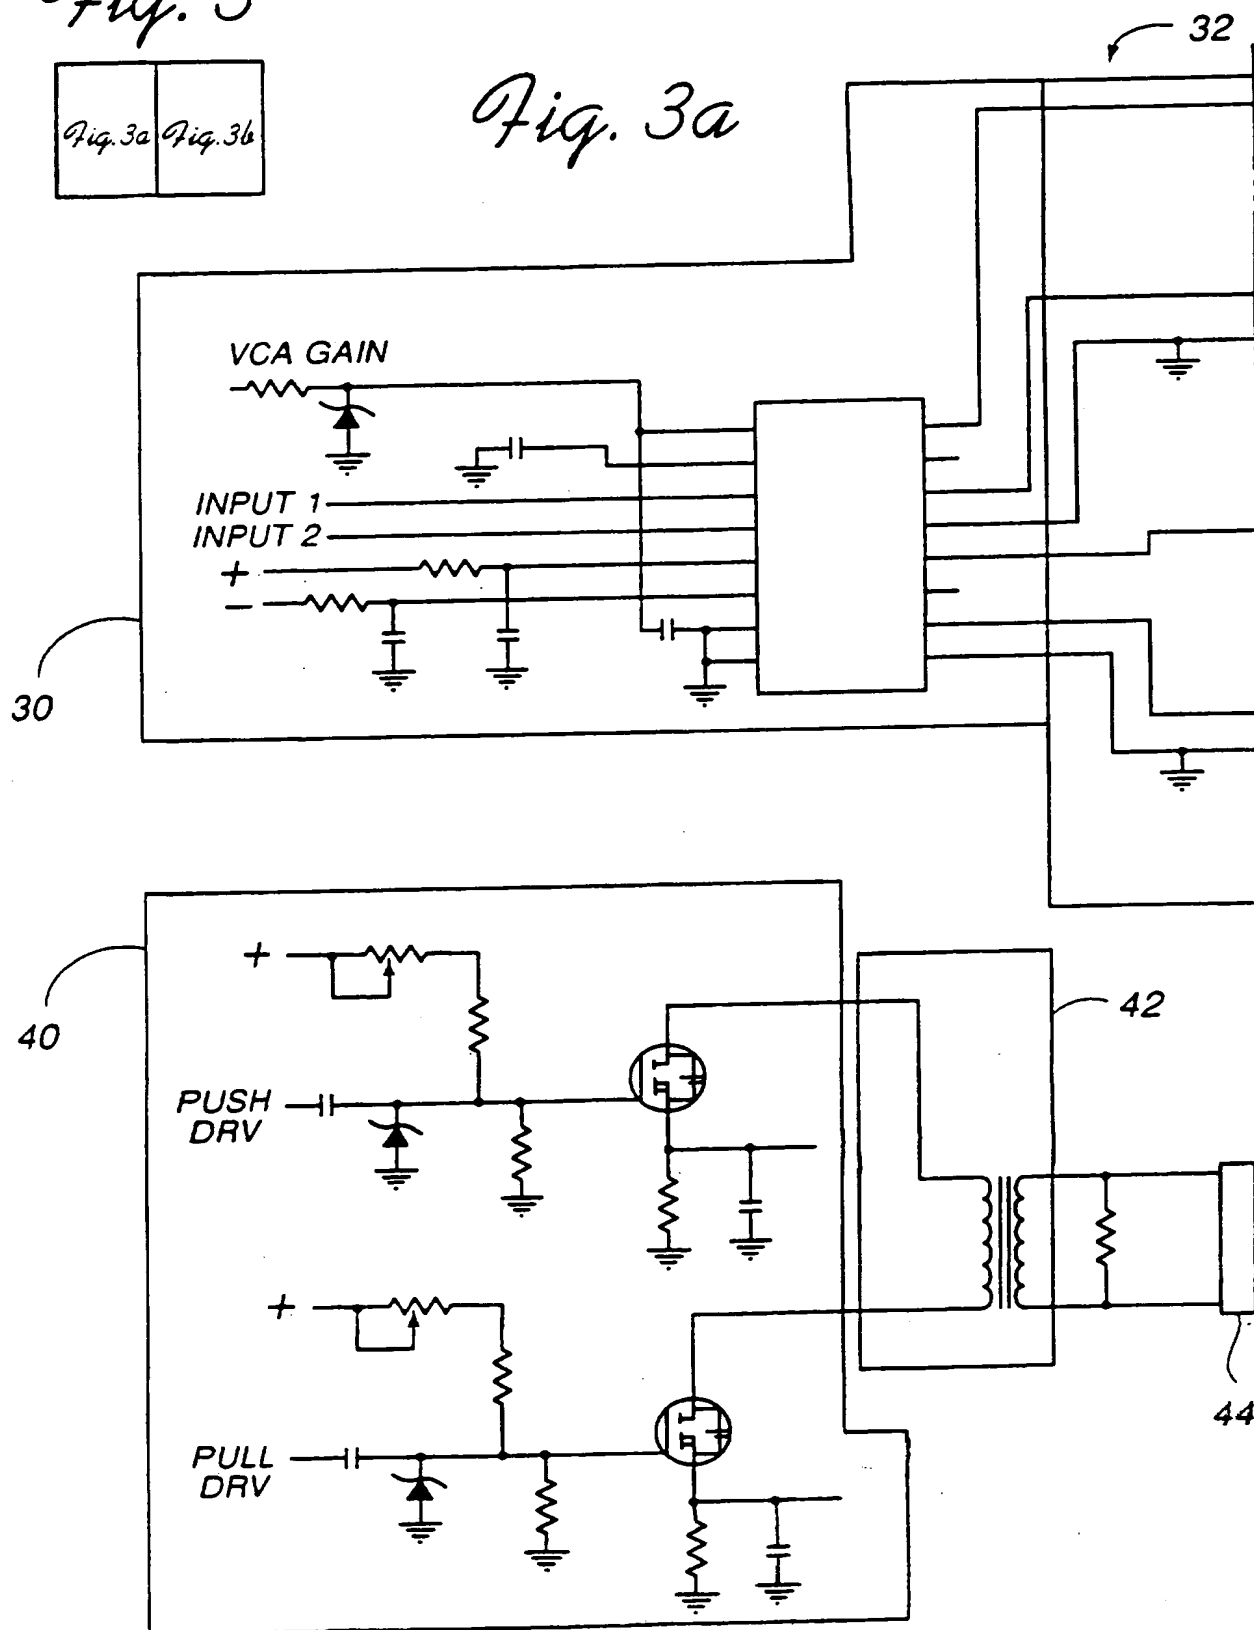 Fig. 3
Fig. 3a Fig. 3b
Fig. 3a
32
VCA GAIN
INPUT 1
INPUT 2
+
−
30
40
+
PUSH
DRV
42
+
PULL
DRV
44